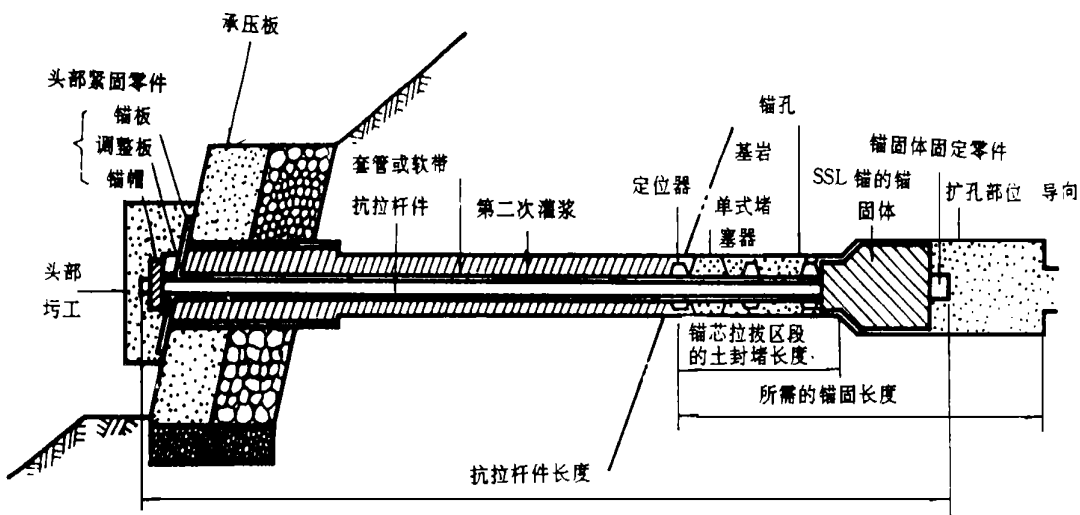 承压板
头部紧固零件
锚板
调整板
锚帽
头部
圬工
套管或软带
抗拉杆件
第二次灌浆
定位器
基岩
单式堵
塞器
锚孔
锚固体固定零件
SSL 锚的锚
固体
扩孔部位 导向
锚芯拉拔区段
的土封堵长度
所需的锚固长度
抗拉杆件长度